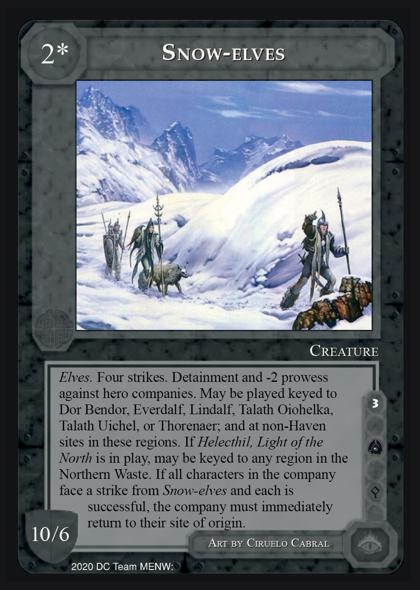 2*
SNOW-ELVES
CREATURE
Elves. Four strikes. Detainment and -2 prowess
against hero companies. May be played keyed to
Dor Bendor, Everdalf, Lindalf, Talath Oiohelka,
Talath Uichel, or Thorenaer; and at non-Haven
sites in these regions. If Helecthil, Light of the
North is in play, may be keyed to any region in the
Northern Waste. If all characters in the company
face a strike from Snow-elves and each is
successful, the company must immediately
return to their site of origin.
3
10/6
ART BY CIRUELO CABRAL
2020 DC Team MENW: